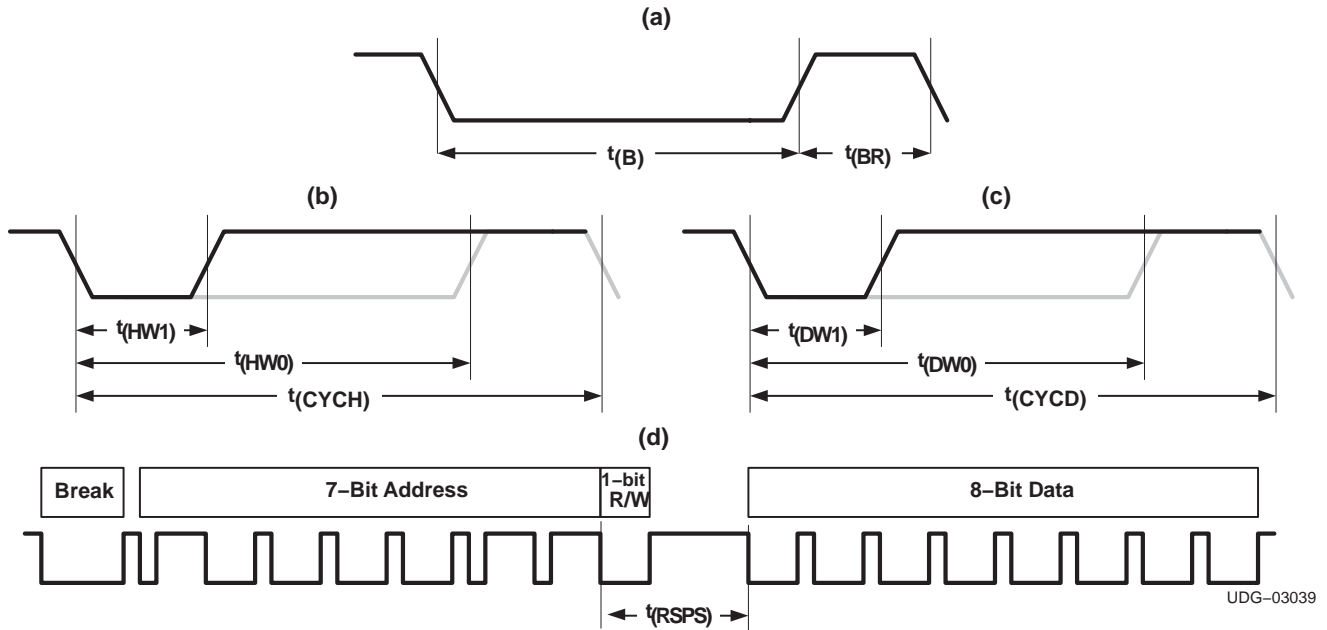 (a)
t(B)
t(BR)
(b)
(c)
t(HW1)
t(HW0)
t(CYCH)
t(DW1)
t(DW0)
t(CYCD)
(d)
Break
7–Bit Address
1–bit
R/W
8–Bit Data
t(RSPS)
UDG–03039